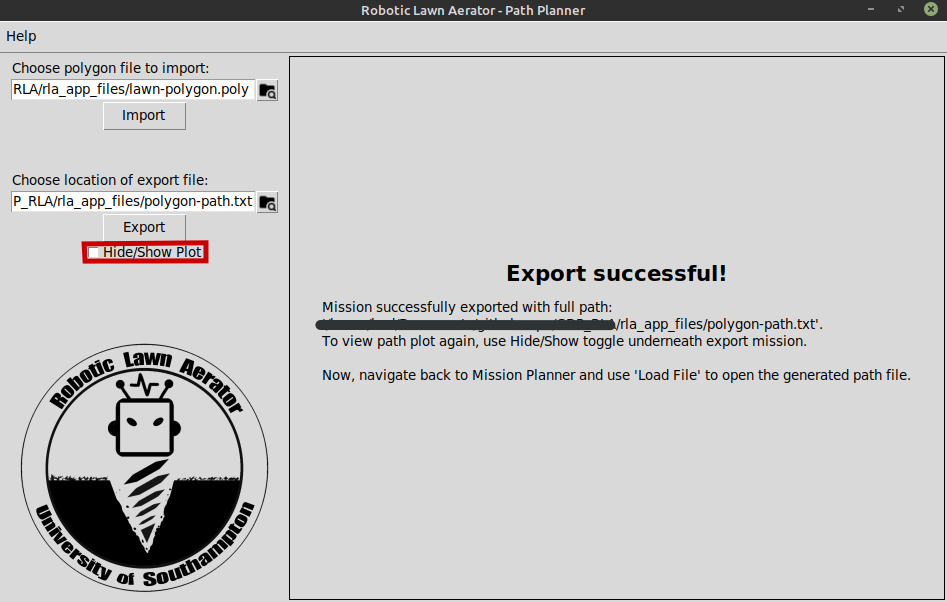 Robotic Lawn Aerator - Path Planner
Help
Choose polygon file to import:
RLA/rla_app_files/lawn-polygon.poly
Import
Choose location of export file:
P_RLA/rla_app_files/polygon-path.txt
Export
Hide/Show Plot
Robotic Lawn Aerator
University of Southampton
Export successful!
Mission successfully exported with full path:
/rla_app_files/polygon-path.txt'.
To view path plot again, use Hide/Show toggle underneath export mission.
Now, navigate back to Mission Planner and use 'Load File' to open the generated path file.